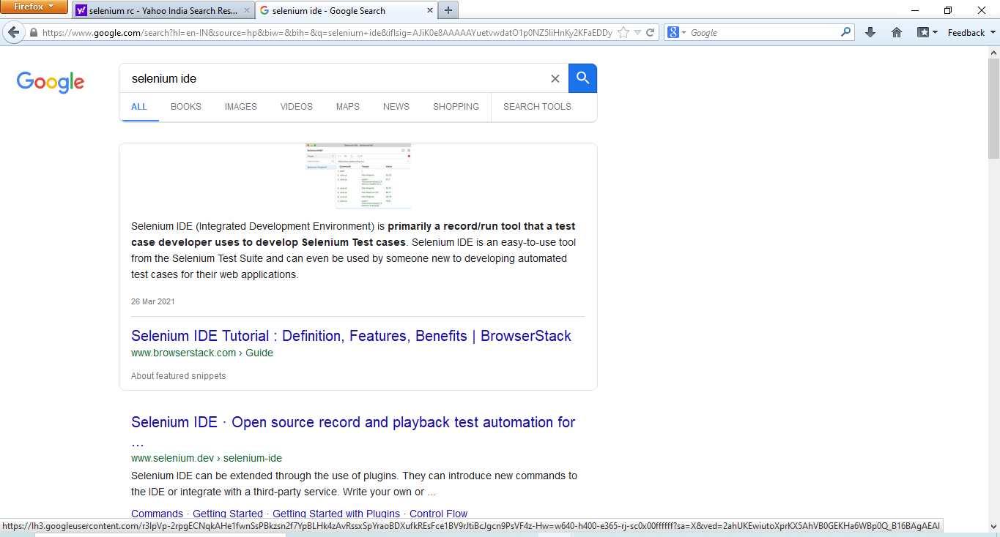 Firefox
selenium rc - Yahoo India Search Res...
selenium ide - Google Search
https://www.google.com/search?hl=en-IN&source=hp&biw=&bih=&q=selenium+ide&iflsig=AJiK0e8AAAAAYuetvwdatO1p0NZ5IiHnKy2KFaEDDy
Google
Feedback
Google
selenium ide
ALL BOOKS IMAGES VIDEOS MAPS NEWS SHOPPING SEARCH TOOLS
Command Target Value
Selenium IDE (Integrated Development Environment) is primarily a record/run tool that a test
case developer uses to develop Selenium Test cases. Selenium IDE is an easy-to-use tool
from the Selenium Test Suite and can even be used by someone new to developing automated
test cases for their web applications.
26 Mar 2021
Selenium IDE Tutorial : Definition, Features, Benefits | BrowserStack
www.browserstack.com › Guide
About featured snippets
Selenium IDE · Open source record and playback test automation for
...
www.selenium.dev › selenium-ide
Selenium IDE can be extended through the use of plugins. They can introduce new commands to
the IDE or integrate with a third-party service. Write your own or ...
Commands · Getting Started · Getting Started with Plugins · Control Flow
https://lh3.googleusercontent.com/r3IpVp-2rpgECNqkAHe1fwnSsPBkzsn2f7YpBLHk4zAvRssxSpYraoBDXufkREsFce1BV9rJtiBcJgcn9PsVF4z-Hw=w640-h400-e365-rj-sc0x00ffffff?sa=X&ved=2ahUKEwiutoXprKX5AhVB0GEKHa6WBp0Q_B16BAgAEAI